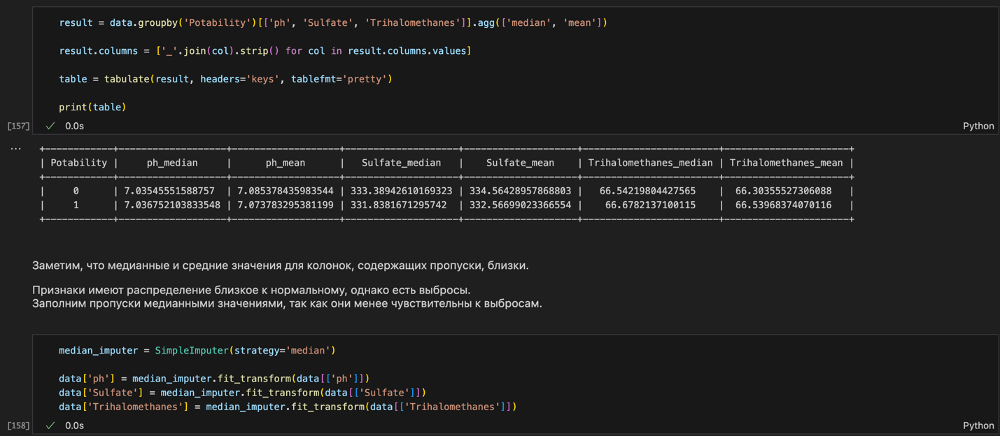 result = data.groupby('Potability')[['ph', 'Sulfate', 'Trihalomethanes']].agg(['median', 'mean'])
result.columns = ['_'.join(col).strip() for col in result.columns.values]
table = tabulate(result, headers='keys', tablefmt='pretty')
print(table)
[157] ✓ 0.0s Python
... +------------+-------------------+-------------------+--------------------+--------------------+------------------------+----------------------+
| Potability | ph_median | ph_mean | Sulfate_median | Sulfate_mean | Trihalomethanes_median | Trihalomethanes_mean |
+------------+-------------------+-------------------+--------------------+--------------------+------------------------+----------------------+
| 0 | 7.03545551588757 | 7.085378435983544 | 333.38942610169323 | 334.56428957868803 | 66.54219804427565 | 66.30355527306088 |
| 1 | 7.036752103833548 | 7.073783295381199 | 331.8381671295742 | 332.56699023366554 | 66.6782137100115 | 66.53968374070116 |
+------------+-------------------+-------------------+--------------------+--------------------+------------------------+----------------------+
Заметим, что медианные и средние значения для колонок, содержащих пропуски, близки.
Признаки имеют распределение близкое к нормальному, однако есть выбросы.
Заполним пропуски медианными значениями, так как они менее чувствительны к выбросам.
median_imputer = SimpleImputer(strategy='median')
data['ph'] = median_imputer.fit_transform(data[['ph']])
data['Sulfate'] = median_imputer.fit_transform(data[['Sulfate']])
data['Trihalomethanes'] = median_imputer.fit_transform(data[['Trihalomethanes']])
[158] ✓ 0.0s Python